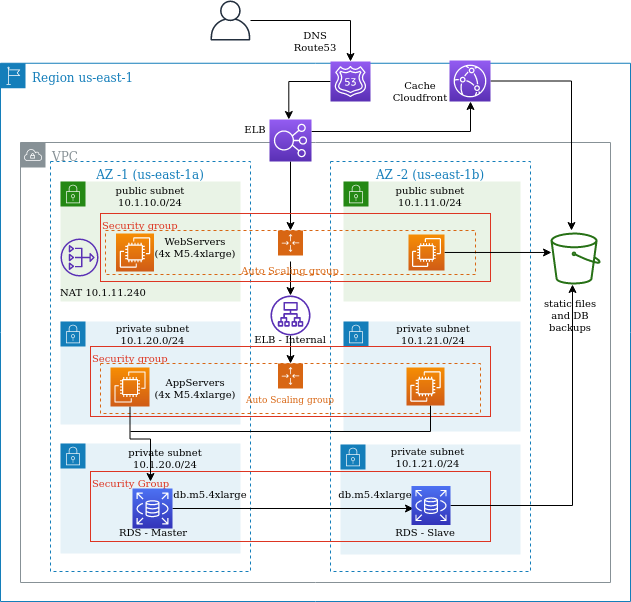 DNS
Route53
Region us-east-1
53
Cache
Cloudfront
ELB
VPC
AZ -1 (us-east-1a)
AZ -2 (us-east-1b)
public subnet
10.1.10.0/24
public subnet
10.1.11.0/24
Security group
WebServers
(4x M5.4xlarge)
Auto Scaling group
NAT 10.1.11.240
static files
and DB
backups
private subnet
10.1.20.0/24
ELB - Internal
private subnet
10.1.21.0/24
Security group
AppServers
(4x M5.4xlarge)
Auto Scaling group
private subnet
10.1.20.0/24
private subnet
10.1.21.0/24
Security Group
db.m5.4xlarge
db.m5.4xlarge
RDS - Master
RDS - Slave